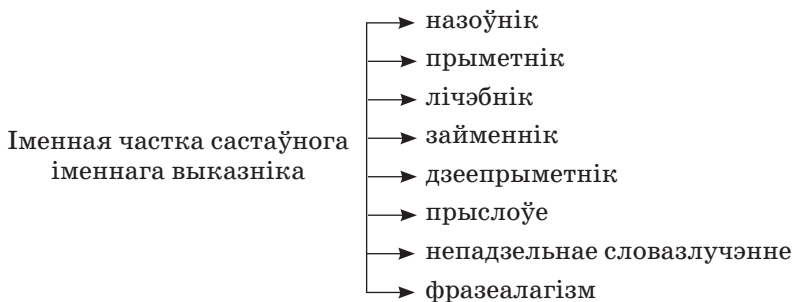 Іменная частка састаўнога
іменнага выказніка
назоўнік
прыметнік
лічэбнік
займеннік
дзеепрыметнік
прыслоўе
непадзельнае словазлучэнне
фразеалагізм